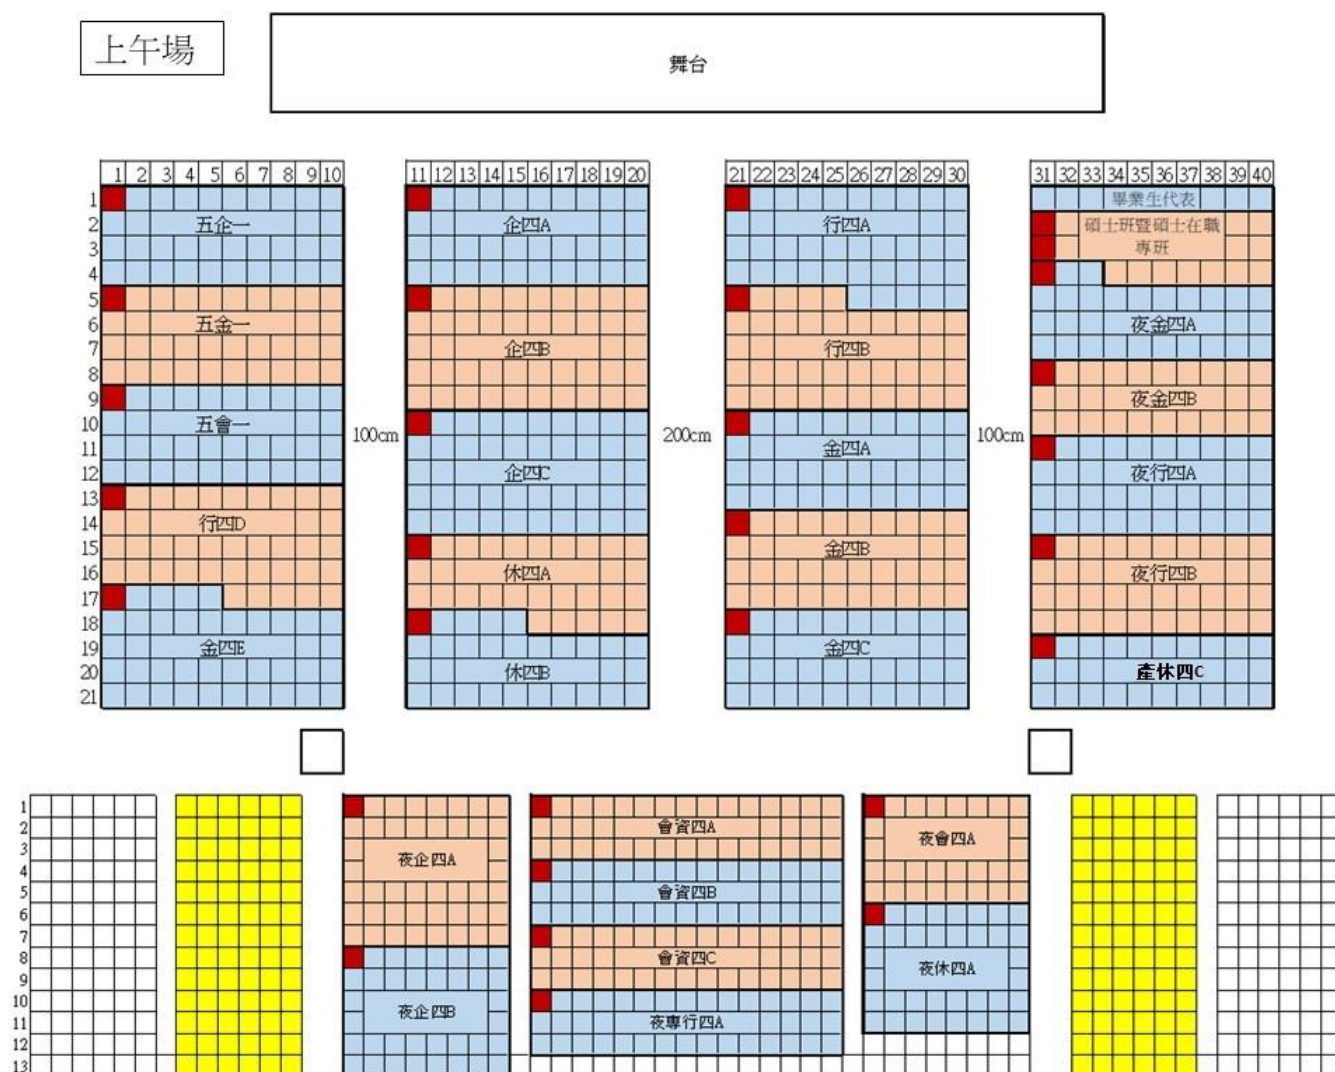 上午場
舞台
1 2 3 4 5 6 7 8 9 10
11 12 13 14 15 16 17 18 19 20
21 22 23 24 25 26 27 28 29 30
31 32 33 34 35 36 37 38 39 40
1
2
3
4
5
6
7
8
9
10
11
12
13
14
15
16
17
18
19
20
21
五企一
五金一
五會一
行四D
金四E
100cm
企四A
企四B
企四C
休四A
休四B
200cm
行四A
行四B
金四A
金四B
金四C
100cm
畢業生代表
碩士班暨碩士在職
專班
夜金四A
夜金四B
夜行四A
夜行四B
產休四C
1
2
3
4
5
6
7
8
9
10
11
12
13
夜企四A
夜企四B
會資四A
會資四B
會資四C
夜專行四A
夜會四A
夜休四A